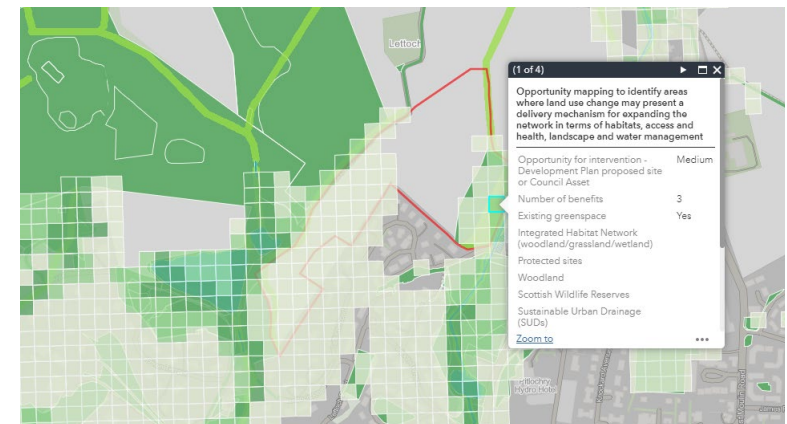 Lettoch
(1 of 4)
Opportunity mapping to identify areas
where land use change may present a
delivery mechanism for expanding the
network in terms of habitats, access and
health, landscape and water management
Opportunity for intervention - Medium
Development Plan proposed site
or Council Asset
Number of benefits 3
Existing greenspace Yes
Integrated Habitat Network
(woodland/grassland/wetland)
Protected sites
Woodland
Scottish Wildlife Reserves
Sustainable Urban Drainage
(SUDs)
Zoom to
Hydro Hotel